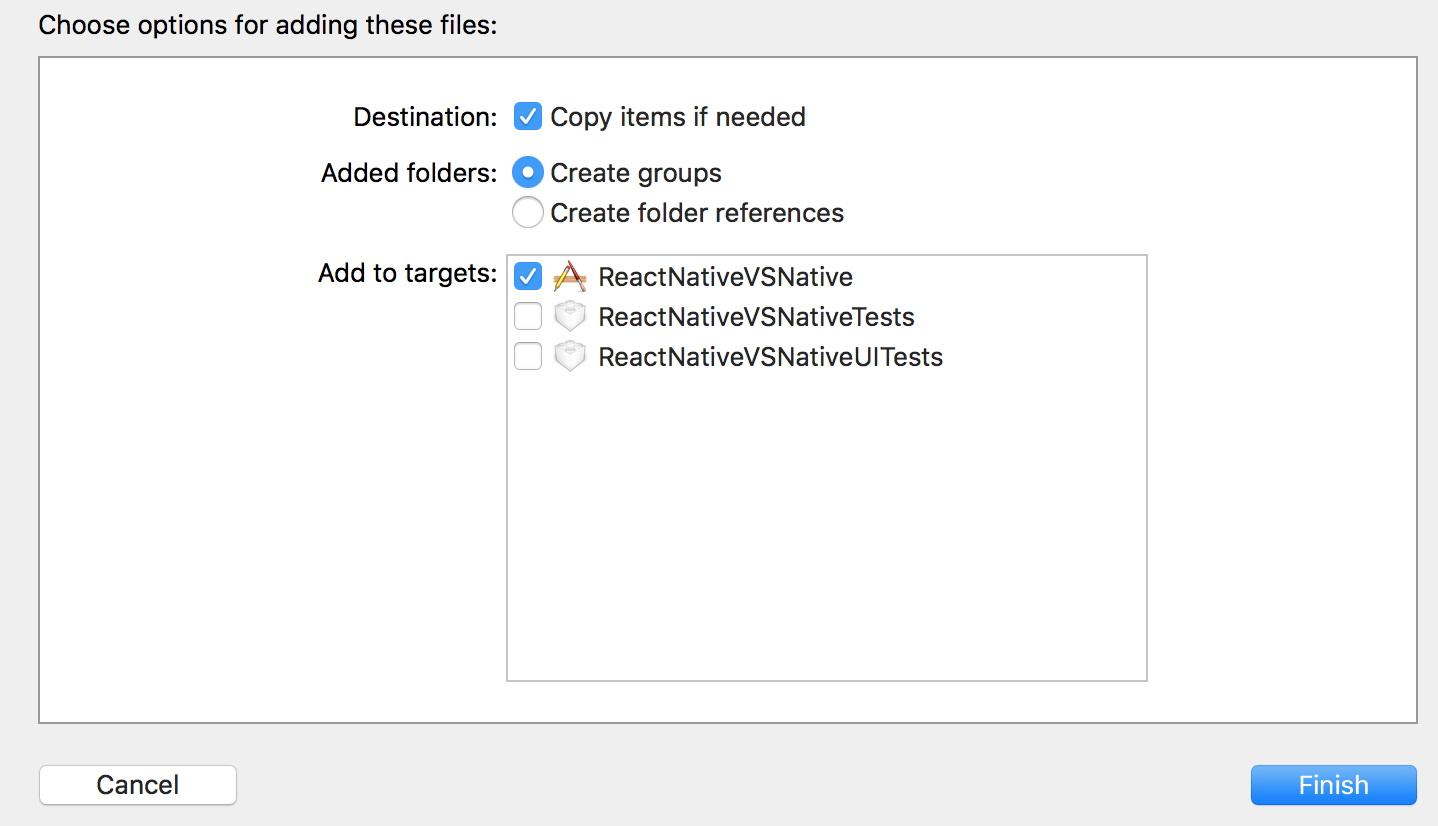 Choose options for adding these files:
Destination: Copy items if needed
Added folders: Create groups
Create folder references
Add to targets: ReactNativeVSNative
ReactNativeVSNativeTests
ReactNativeVSNativeUITests
Cancel Finish